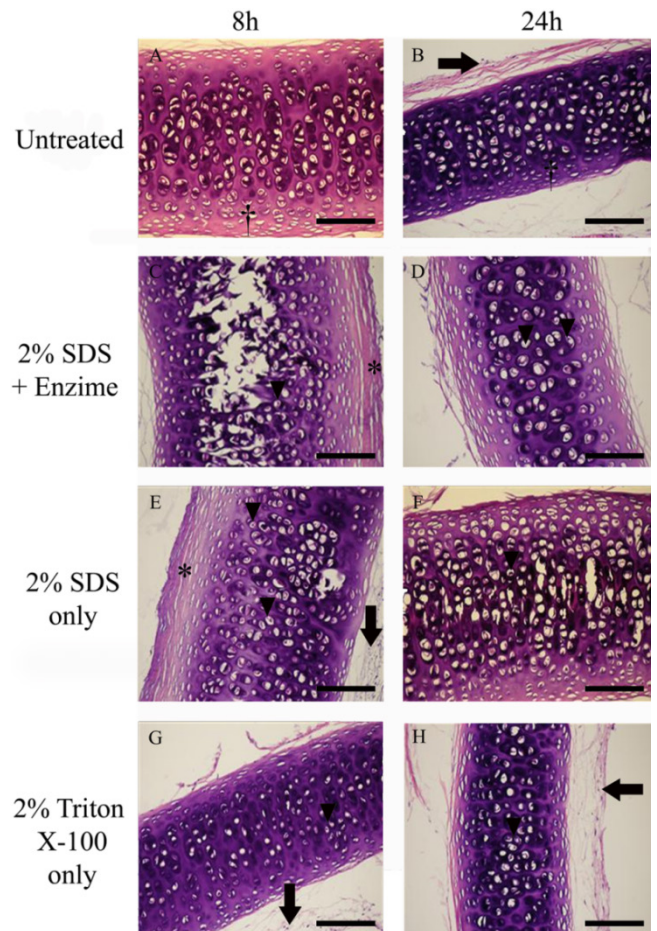 8h 24h
A B
Untreated
† †
C D
2% SDS
+ Enzime
*
E F
2% SDS
only
*
G H
2% Triton
X-100
only